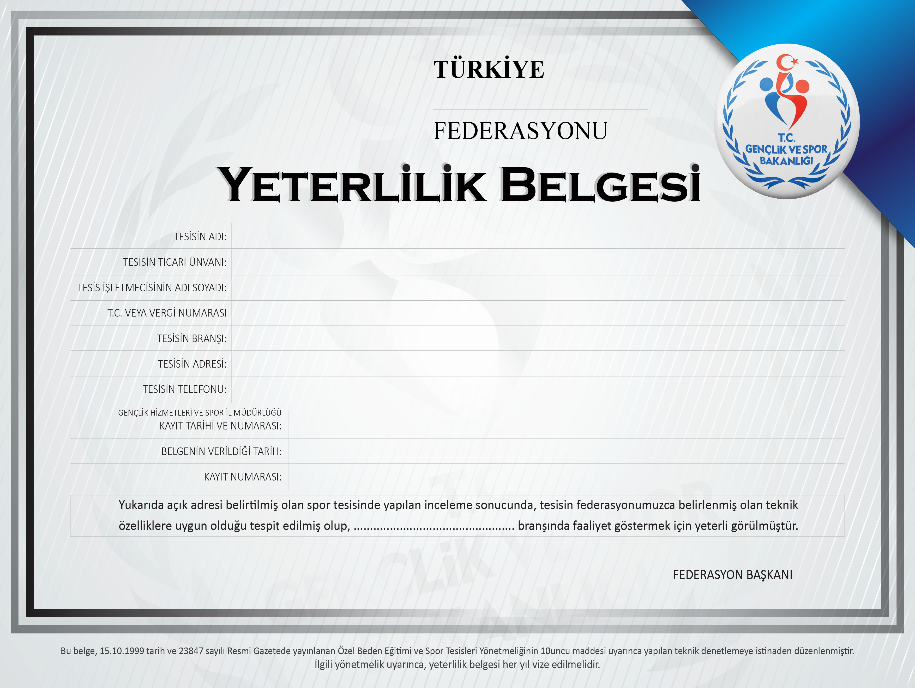 TÜRKİYE
FEDERASYONU
T.C.
GENÇLİK VE SPOR
BAKANLIĞI
YETERLİLİK BELGESİ
TESİSİN ADI:
TESİSİN TİCARİ ÜNVANI:
TESİS İŞLETMECİSİNİN ADI SOYADI:
T.C. VEYA VERGİ NUMARASI
TESİSİN BRANŞI:
TESİSİN ADRESİ:
TESİSİN TELEFONU:
GENÇLİK HİZMETLERİ VE SPOR İL MÜDÜRLÜĞÜ
KAYIT TARİHİ VE NUMARASI:
BELGENİN VERİLDİĞİ TARİH:
KAYIT NUMARASI:
Yukarıda açık adresi belirtilmiş olan spor tesisinde yapılan inceleme sonucunda, tesisin federasyonumuzca belirlenmiş olan teknik
özelliklere uygun olduğu tespit edilmiş olup, ................................................. branşında faaliyet göstermek için yeterli görülmüştür.
FEDERASYON BAŞKANI
Bu belge, 15.10.1999 tarih ve 23847 sayılı Resmi Gazetede yayınlanan Özel Beden Eğitimi ve Spor Tesisleri Yönetmeliğinin 10uncu maddesi uyarınca yapılan teknik denetlemeye istinaden düzenlenmiştir.
İlgili yönetmelik uyarınca, yeterlilik belgesi her yıl vize edilmelidir.